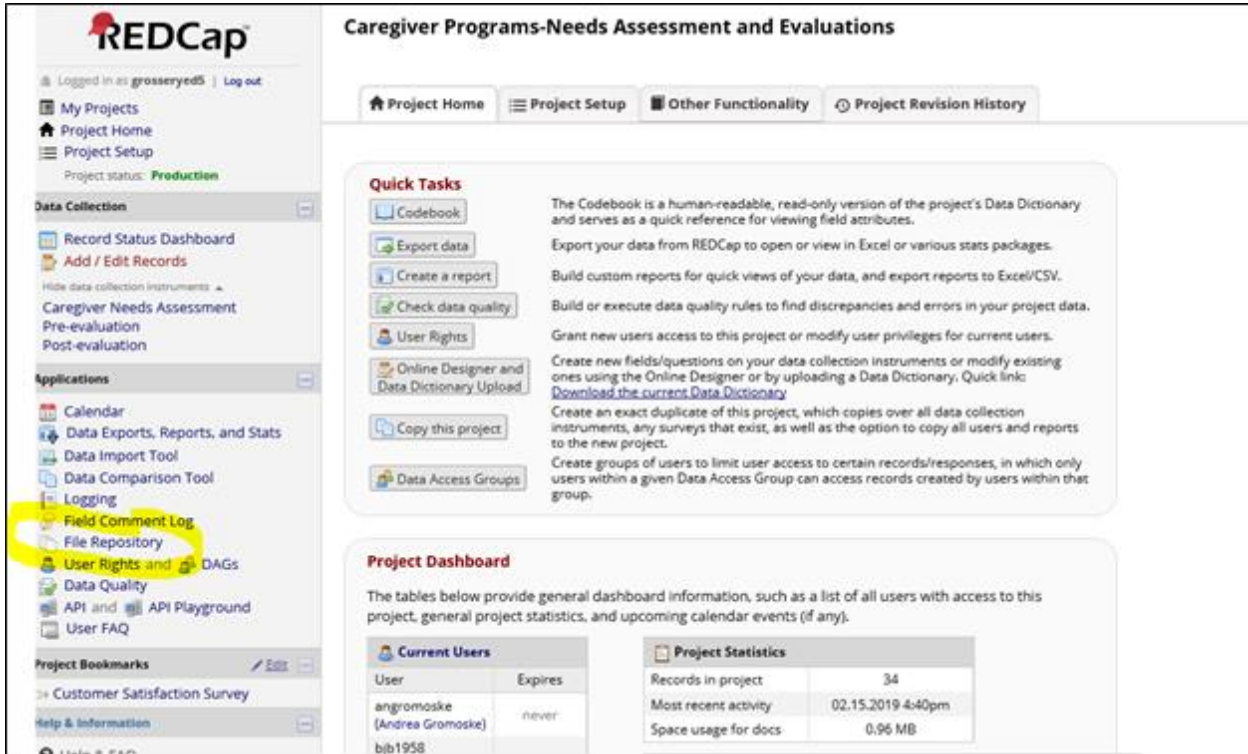 REDCap
Logged in as grosseryed5 | Log out
My Projects
Project Home
Project Setup
Project status: Production
Data Collection
Record Status Dashboard
Add / Edit Records
Hide data collection instruments
Caregiver Needs Assessment
Pre-evaluation
Post-evaluation
Applications
Calendar
Data Exports, Reports, and Stats
Data Import Tool
Data Comparison Tool
Logging
Field Comment Log
File Repository
User Rights and DAGs
Data Quality
API and API Playground
User FAQ
Project Bookmarks Edit
Customer Satisfaction Survey
Help & Information
Help & FAQ
Caregiver Programs-Needs Assessment and Evaluations
Project Home Project Setup Other Functionality Project Revision History
Quick Tasks
Codebook
The Codebook is a human-readable, read-only version of the project's Data Dictionary
and serves as a quick reference for viewing field attributes.
Export data
Export your data from REDCap to open or view in Excel or various stats packages.
Create a report
Build custom reports for quick views of your data, and export reports to Excel/CSV.
Check data quality
Build or execute data quality rules to find discrepancies and errors in your project data.
User Rights
Grant new users access to this project or modify user privileges for current users.
Online Designer and
Data Dictionary Upload
Create new fields/questions on your data collection instruments or modify existing
ones using the Online Designer or by uploading a Data Dictionary. Quick link:
Download the current Data Dictionary
Copy this project
Create an exact duplicate of this project, which copies over all data collection
instruments, any surveys that exist, as well as the option to copy all users and reports
to the new project.
Data Access Groups
Create groups of users to limit user access to certain records/responses, in which only
users within a given Data Access Group can access records created by users within that
group.
Project Dashboard
The tables below provide general dashboard information, such as a list of all users with access to this
project, general project statistics, and upcoming calendar events (if any).
Current Users
User Expires
angromoske
(Andrea Gromoske)
never
bjb1958
Project Statistics
Records in project 34
Most recent activity 02.15.2019 4:40pm
Space usage for docs 0.96 MB